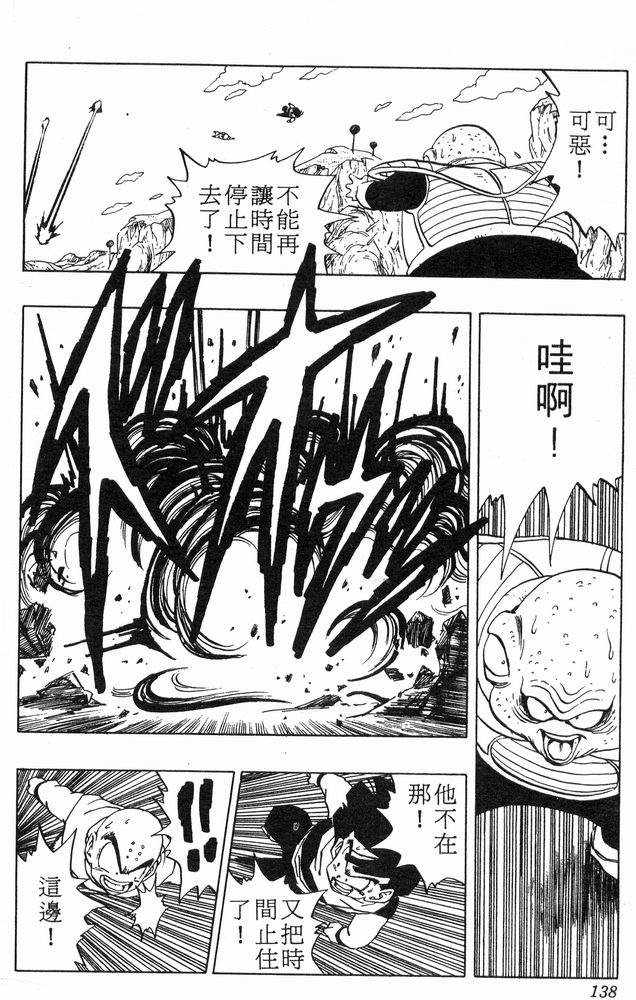 可…
可惡！
不能再
讓時間
停止下
去了！
哇啊！
他不在
那！
又把時
間止住
了！
!!
這邊！
138